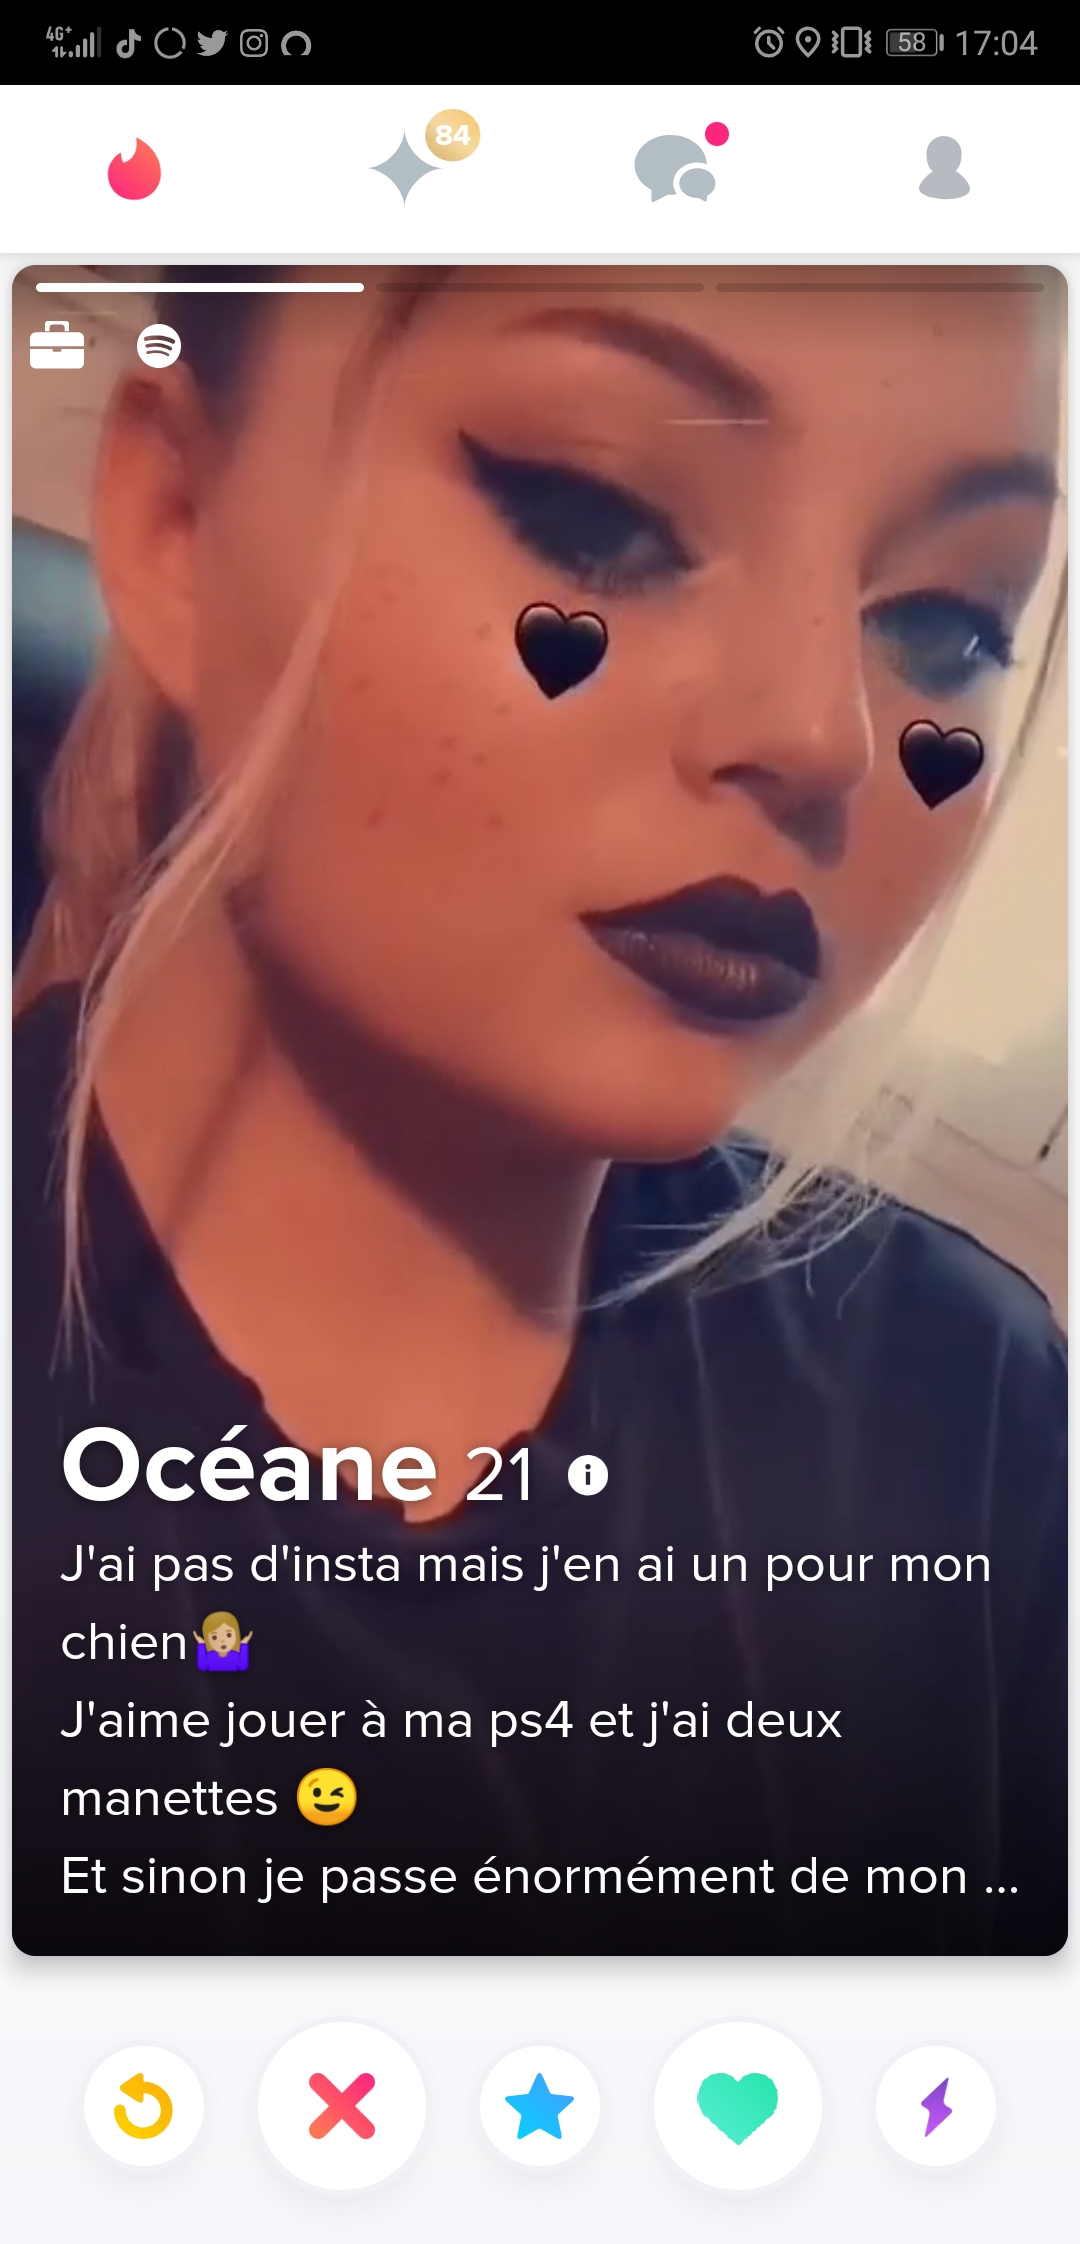 4G+ 58 17:04
84
Océane 21
J'ai pas d'insta mais j'en ai un pour mon
chien🤷🏼‍♀️
J'aime jouer à ma ps4 et j'ai deux
manettes 😉
Et sinon je passe énormément de mon ...